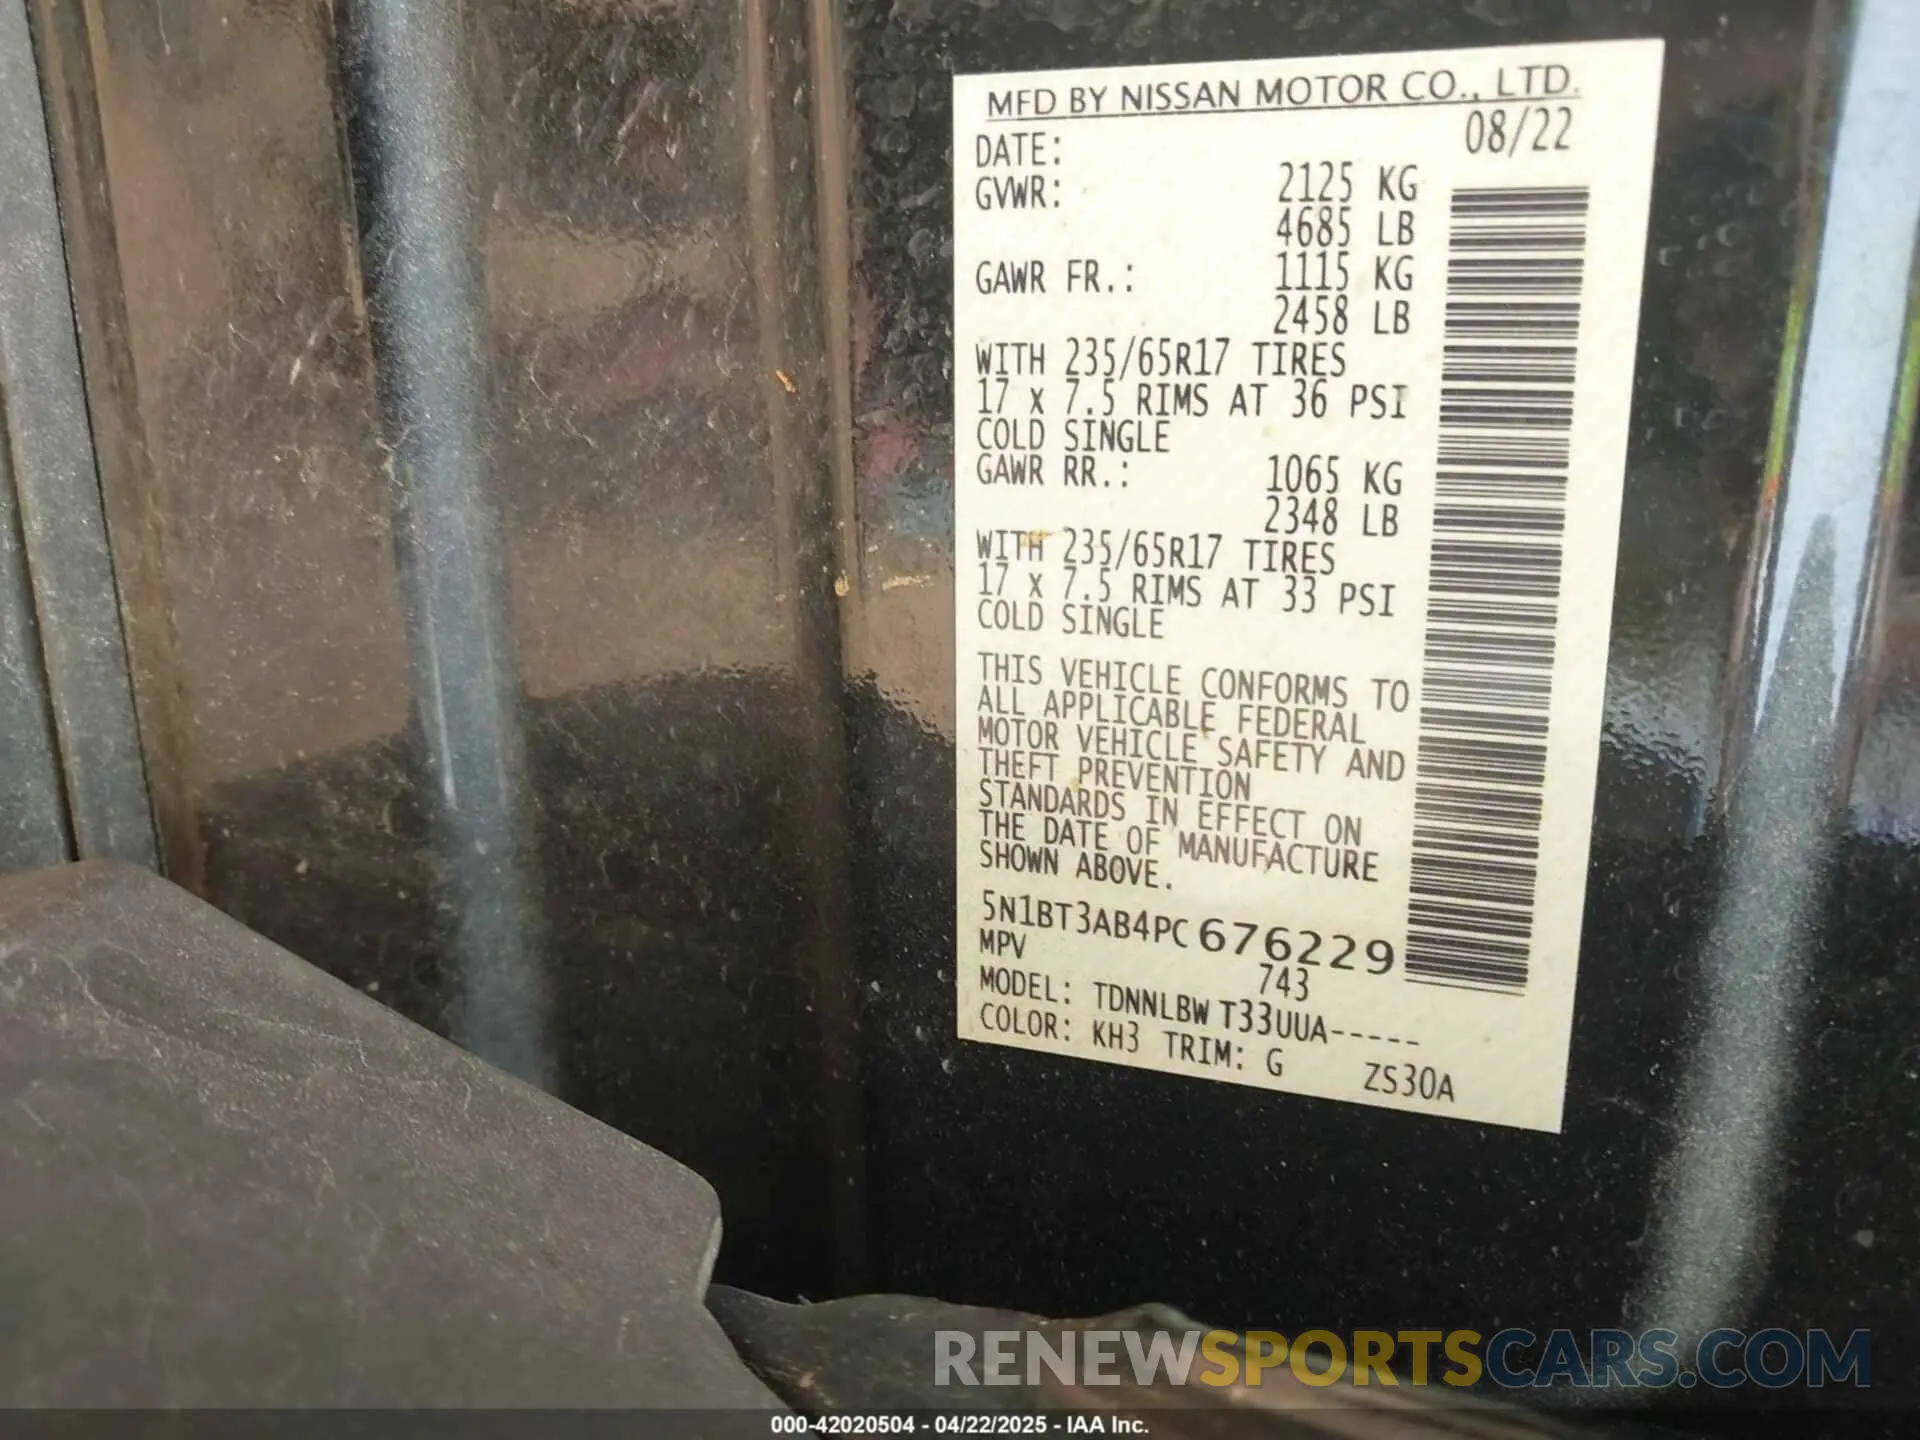 MFD BY NISSAN MOTOR CO., LTD.
DATE: 08/22
GVWR: 2125 KG
4685 LB
GAWR FR.: 1115 KG
2458 LB
WITH 235/65R17 TIRES
17 x 7.5 RIMS AT 36 PSI
COLD SINGLE
GAWR RR.: 1065 KG
2348 LB
WITH 235/65R17 TIRES
17 x 7.5 RIMS AT 33 PSI
COLD SINGLE
THIS VEHICLE CONFORMS TO
ALL APPLICABLE FEDERAL
MOTOR VEHICLE SAFETY AND
THEFT PREVENTION
STANDARDS IN EFFECT ON
THE DATE OF MANUFACTURE
SHOWN ABOVE.
5N1BT3AB4PC676229
MPV 743
MODEL: TDNNLBW T33UUA-----
COLOR: KH3 TRIM: G ZS30A
RENEWSPORTSCARS.COM
000-42020504 - 04/22/2025 - IAA Inc.